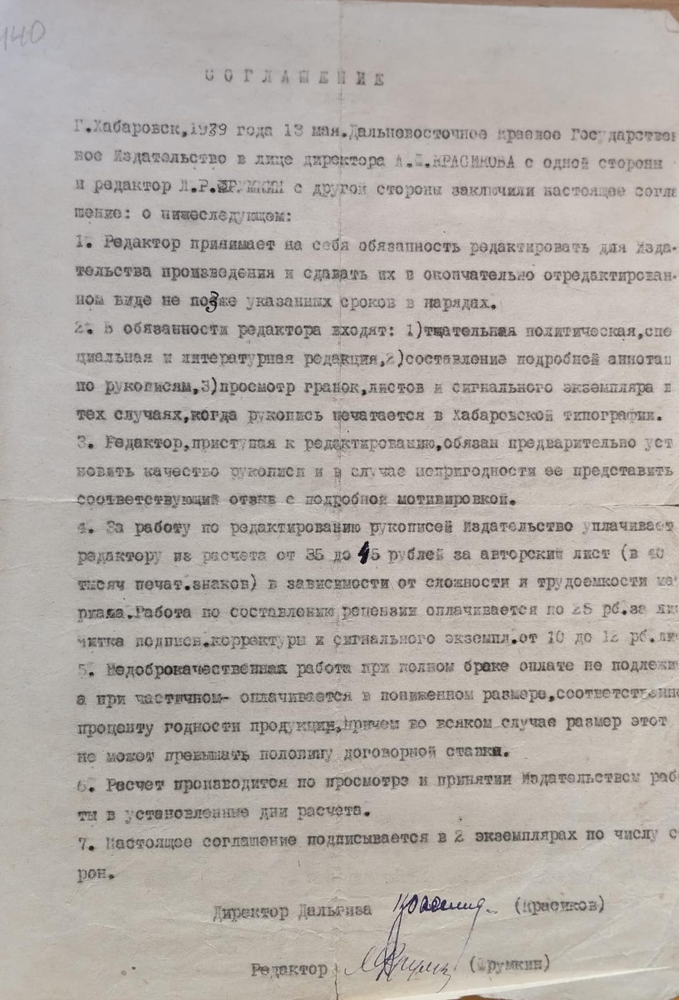 140
СОГЛАШЕНИЕ
Г.Хабаровск,1939 года 13 мая.Дальневосточное Краевое Государствен
ное Издательство в лице директора КРАСИКОВА с одной стороны
и редактор Л.Р.ФРУМКИН с другой стороны заключили настоящее согла
шение: о нижеследующем:
1. Редактор принимает на себя обязанность редактировать для Изда-
тельства произведения и сдавать их в окончательно отредактирован-
ном виде не позже указанных сроков в нарядах.
2. В обязанности редактора входят: 1)тщательная политическая,спе
циальная и литературная редакция,2)составление подробной аннотац
по рукописям,3)просмотр гранок,листов и сигнального экземпляра в
тех случаях,когда рукопись печатается в Хабаровской типографии.
3. Редактор,приступая к редактированию,обязан предварительно уст
новить качество рукописи и в случае непригодности ее представить
соответствующий отзыв с подробной мотивировкой.
4. За работу по редактированию рукописей Издательство уплачивает
редактору из расчета от 35 до 45 рублей за авторский лист (в 40
тысяч печат.знаков) в зависимости от сложности и трудоемкости ма
риала.Работа по составлению рецензии оплачивается по 25 рб.за ли
читка подписн.корректуры и сигнального экземпл.от 10 до 12 рб.ли
5. Недоброкачественная работа при полном браке оплате не подлежи
а при частичном- оплачивается в пониженном размере,соответственно
проценту годности продукции,причем во всяком случае размер этот
не может превышать половину договорной ставки.
6. Расчет производится по просмотрэ и принятии Издательством раб
ты в установленные дни расчета.
7. Настоящее соглашение подписывается в 2 экземплярах по числу с
рон.
Директор Дальгиза (Красиков)
Редактор (Фрумкин)